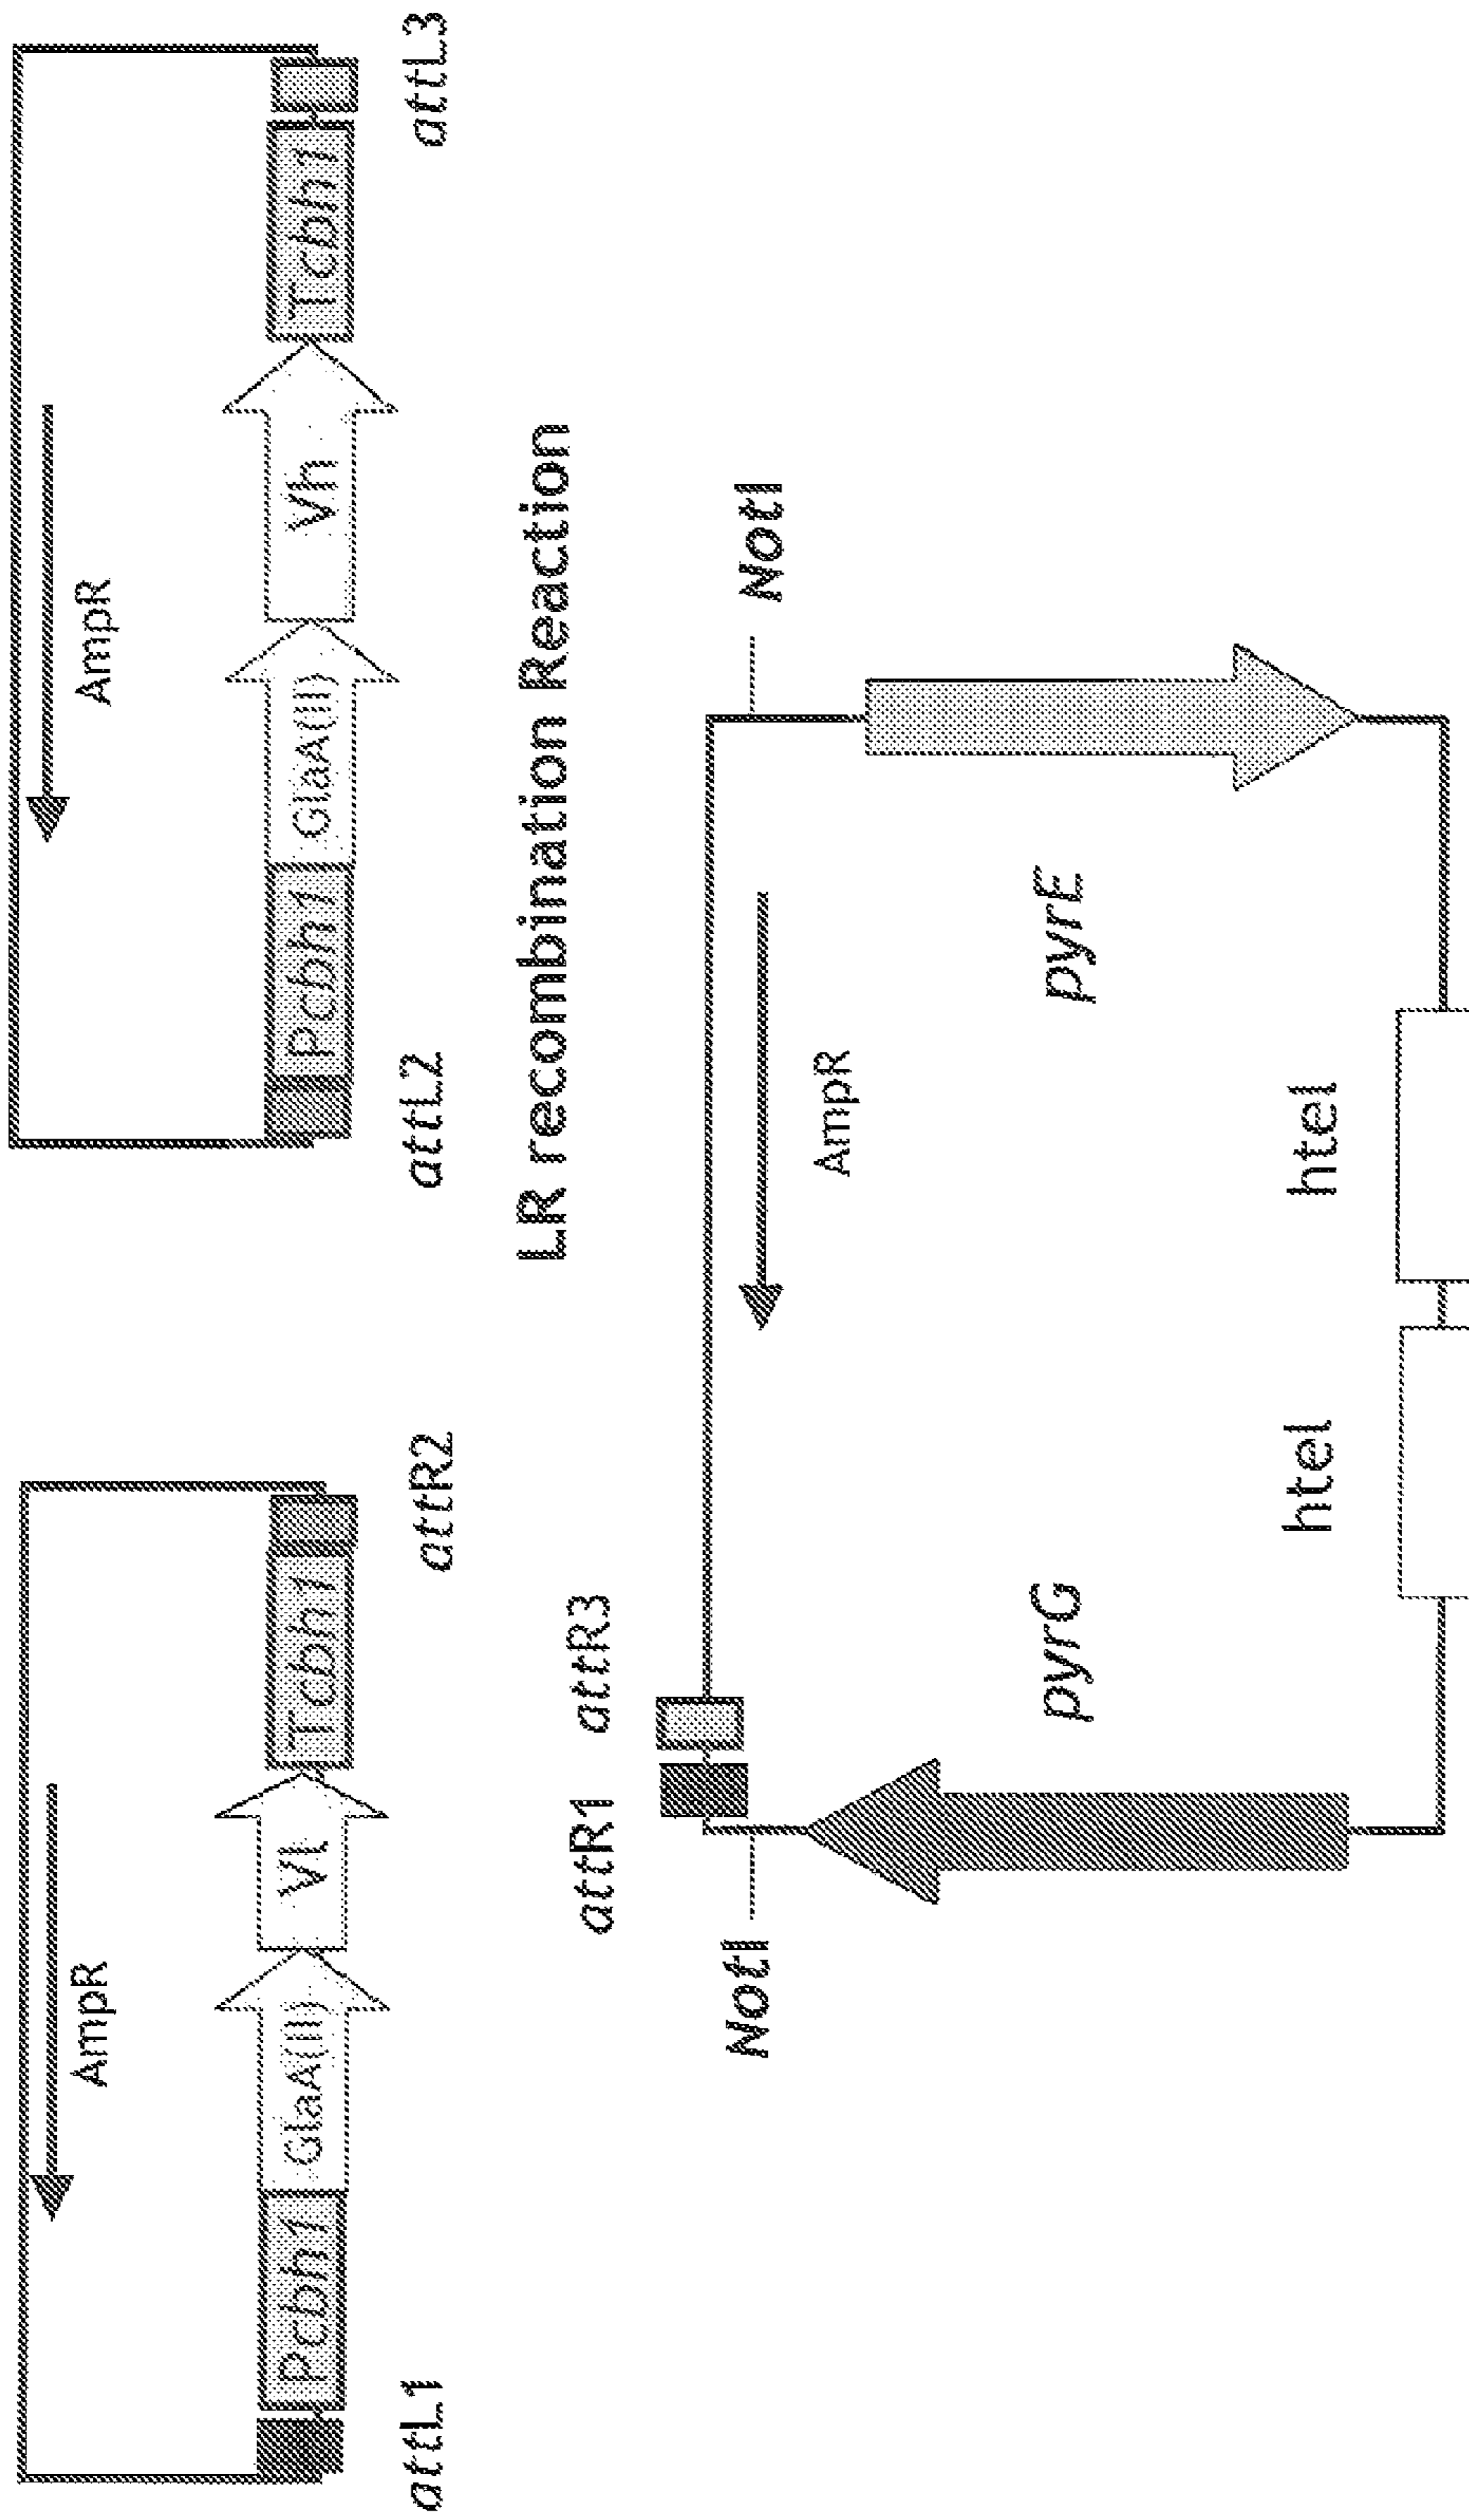 AmpR AmpR
Pcbh1 GlaA(II) Vl Tcbh1 Pcbh1 GlaA(II) Vh Tcbh1
attL1 attR2 attL2 attL3
LR recombination Reaction
attR1 attR3
NotI NotI
AmpR
pyrG pyrE
htel htel